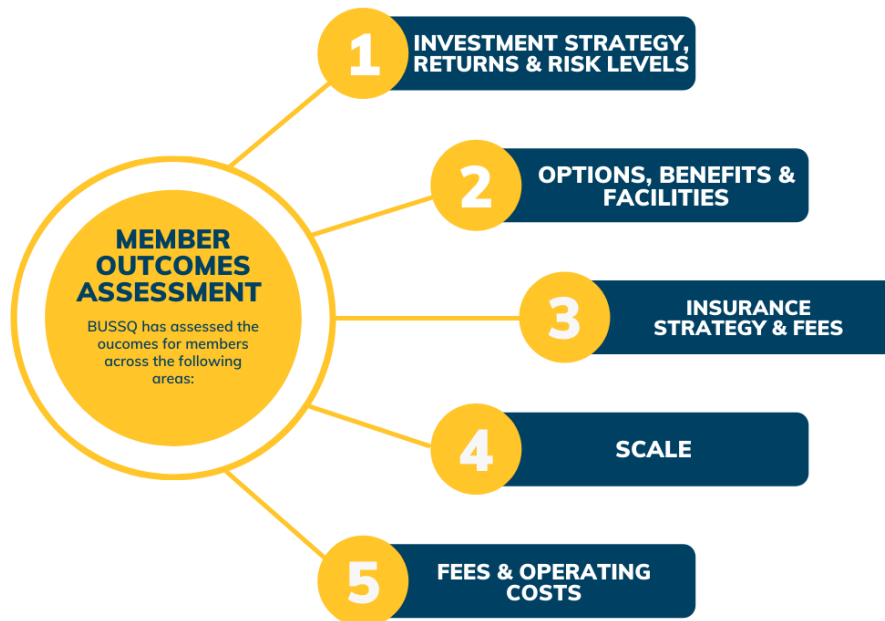 1
INVESTMENT STRATEGY,
RETURNS & RISK LEVELS
2
OPTIONS, BENEFITS &
FACILITIES
MEMBER
OUTCOMES
ASSESSMENT
BUSSQ has assessed the
oucomes for members
across the following
areas:
3
INSURANCE
STRATEGY & FEES
4
SCALE
5
FEES & OPERATING
COSTS